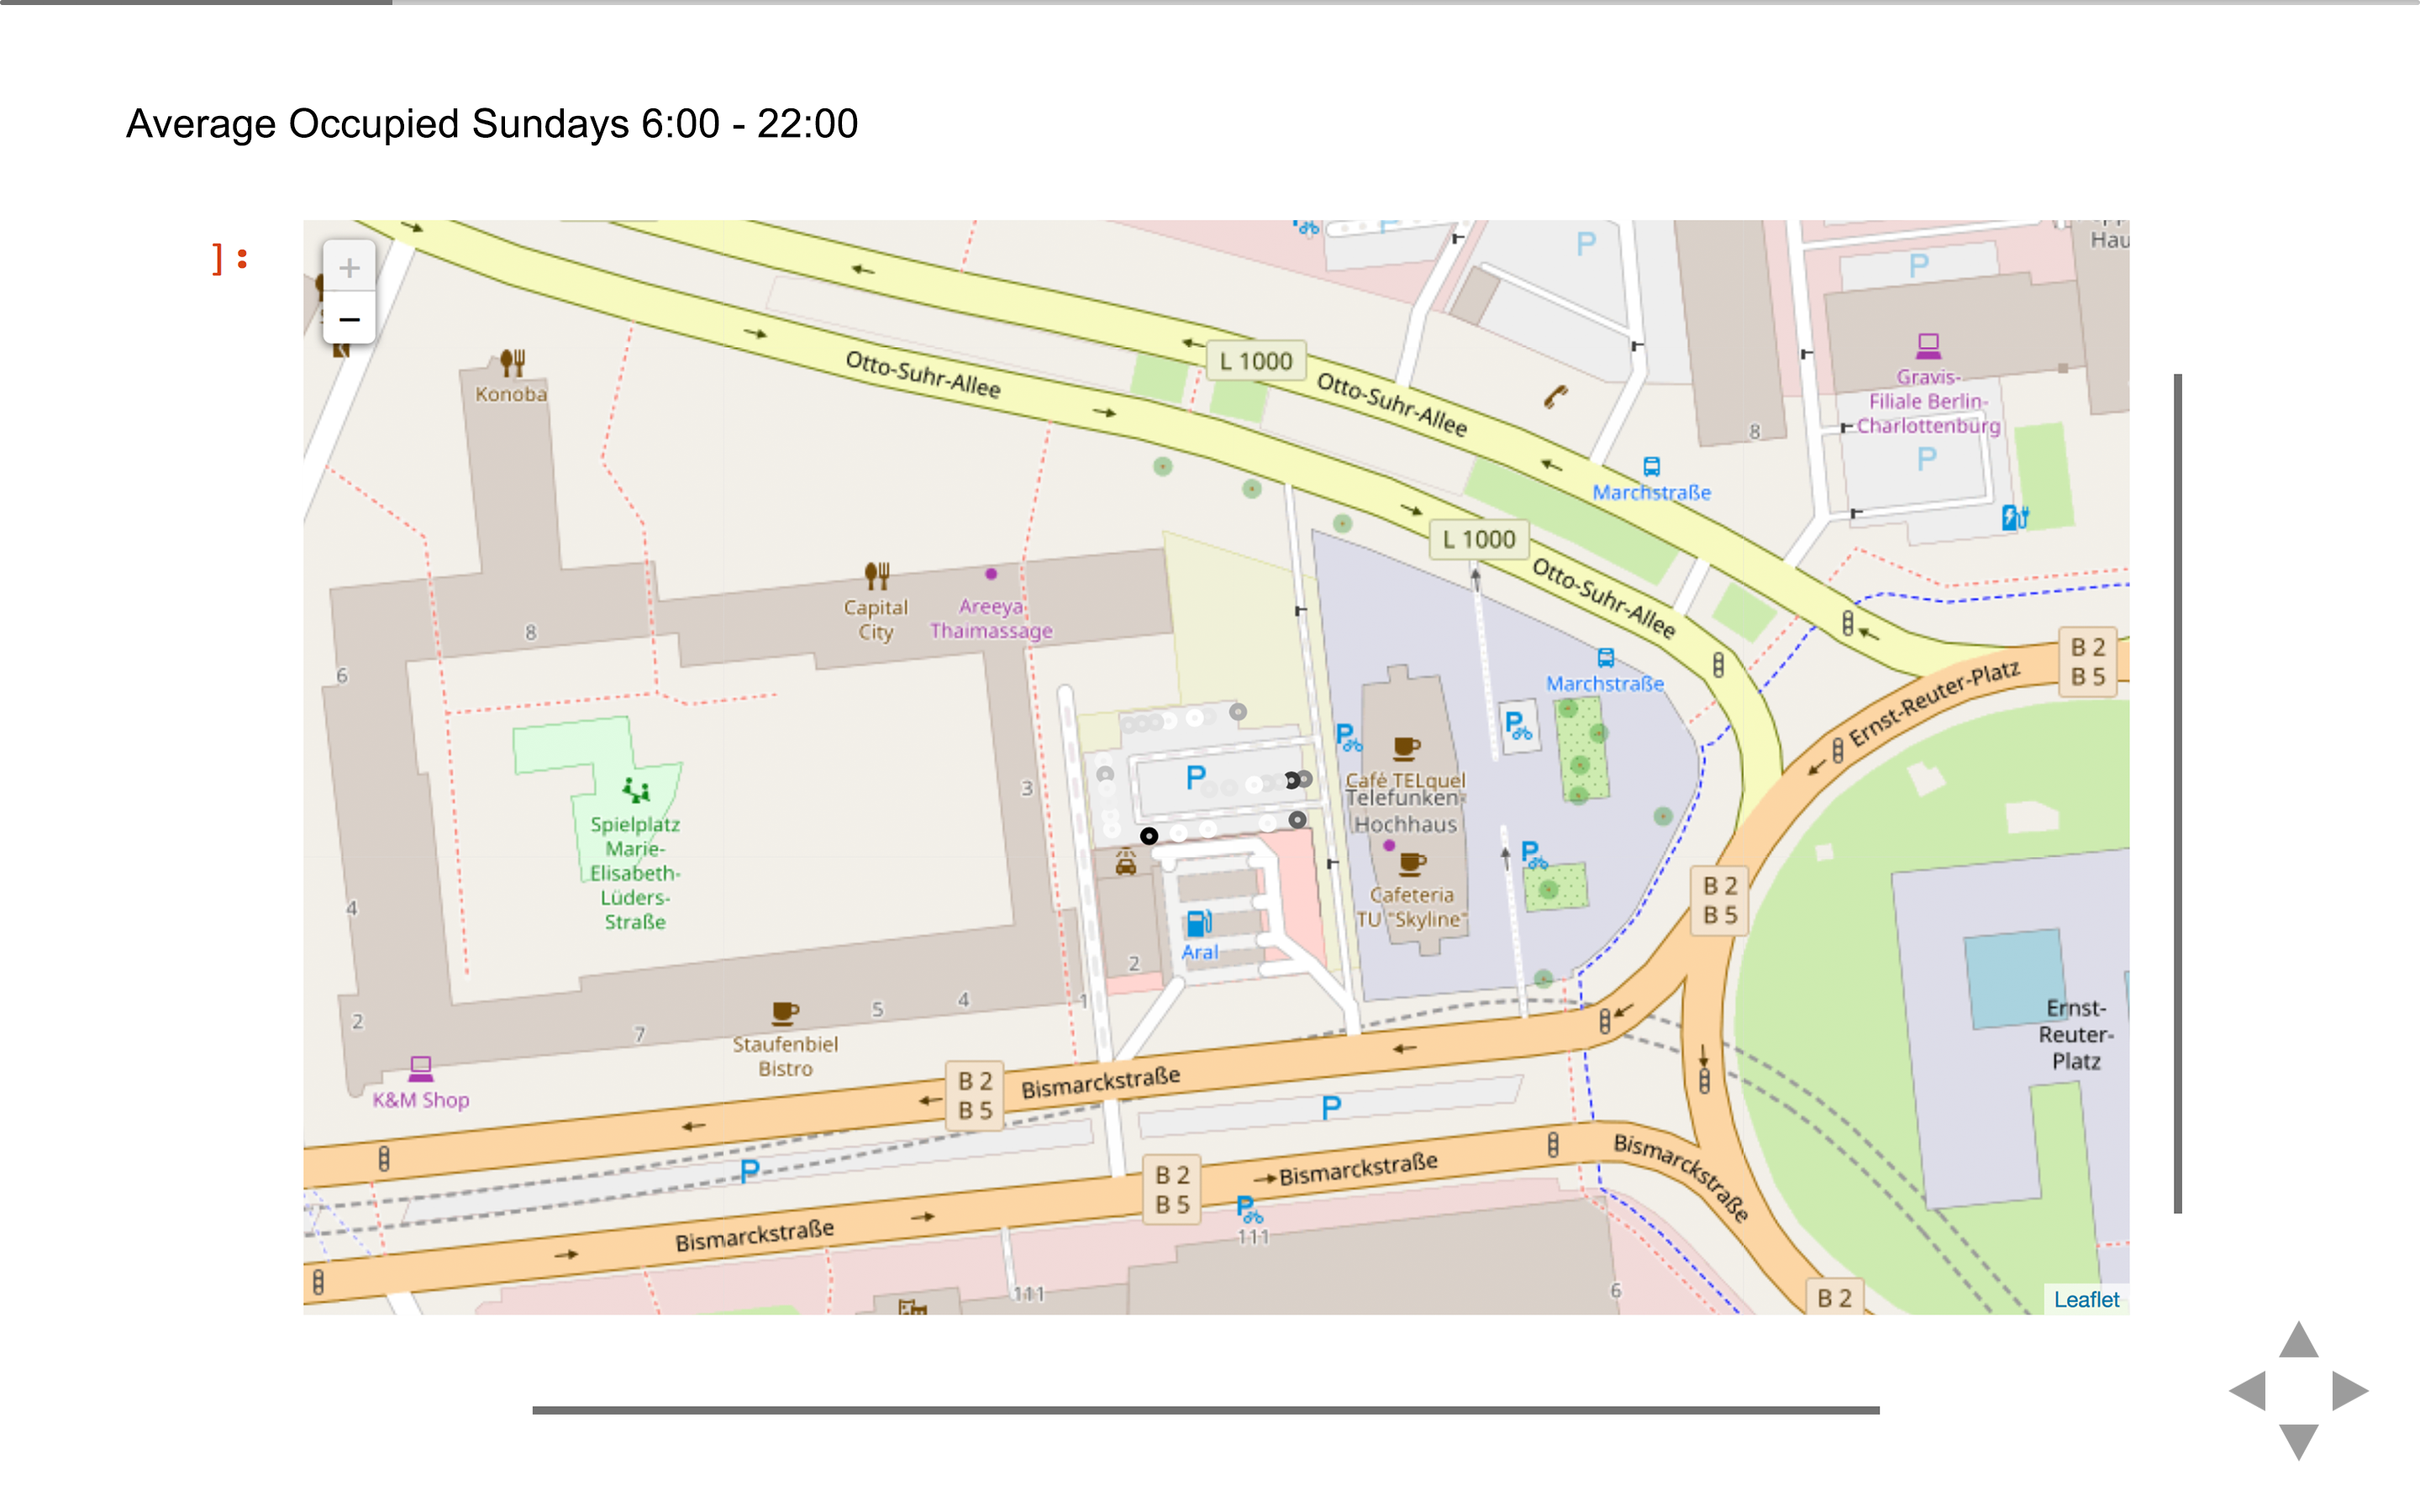 Average Occupied Sundays 6:00 - 22:00
]:
+
−
P
P
P
Hau
Konoba
Otto-Suhr-Allee
L 1000
Otto-Suhr-Allee
8
Gravis-
Filiale Berlin-
Charlottenburg
P
Marchstraße
L 1000
Otto-Suhr-Allee
Capital
City
Areeya
Thaimassage
8
6
Marchstraße
B 2
B 5
Ernst-Reuter-Platz
P
P
P
3
Café TELquel
Telefunken-
Hochhaus
Spielplatz
Marie-
Elisabeth-
Lüders-
Straße
4
P
Cafeteria
TU "Skyline"
B 2
B 5
Aral
2
1
4
5
7
2
Staufenbiel
Bistro
K&M Shop
Ernst-
Reuter-
Platz
B 2
B 5
Bismarckstraße
P
P
B 2
B 5
Bismarckstraße
Bismarckstraße
Bismarckstraße
P
111
111
6
B 2
Leaflet